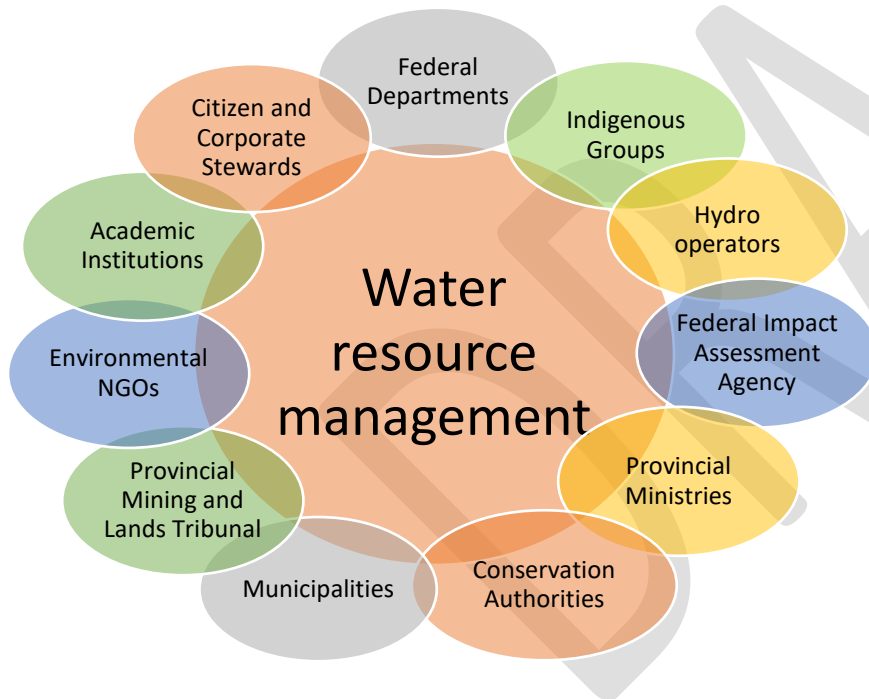 Federal
Departments
Indigenous
Groups
Hydro
operators
Federal Impact
Assessment
Agency
Provincial
Ministries
Conservation
Authorities
Municipalities
Provincial
Mining and
Lands Tribunal
Environmental
NGOs
Academic
Institutions
Citizen and
Corporate
Stewards
Water
resource
management